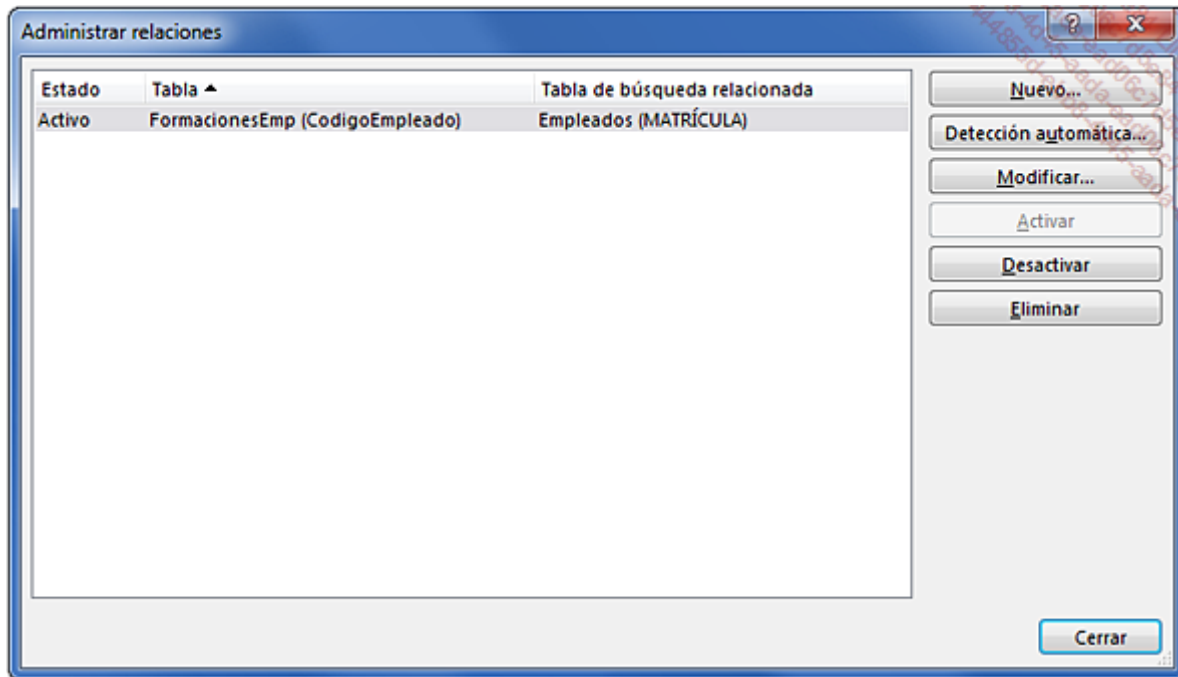 Administrar relaciones
Estado Tabla Tabla de búsqueda relacionada
Activo FormacionesEmp (CodigoEmpleado) Empleados (MATRÍCULA)
Nuevo...
Detección automática...
Modificar...
Activar
Desactivar
Eliminar
Cerrar